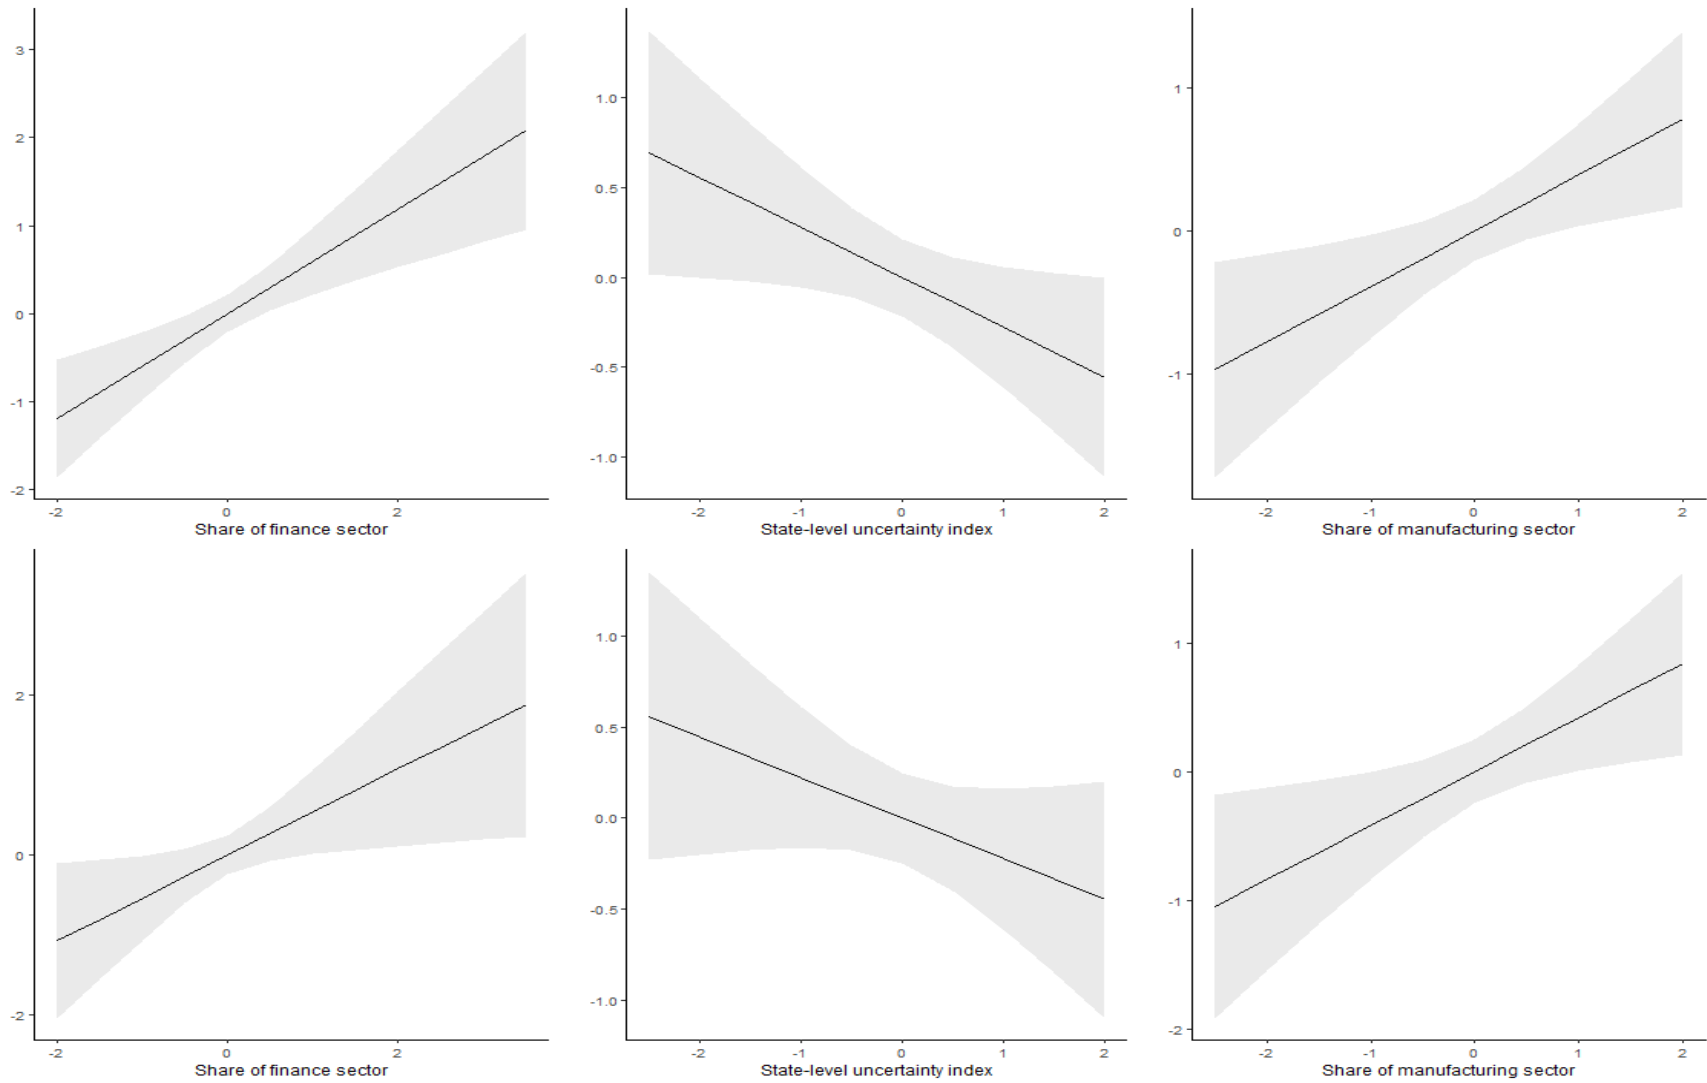 3
2
1
0
-1
-2
-2 0 2
Share of finance sector
1.0
0.5
0.0
-0.5
-1.0
-2 -1 0 1 2
State-level uncertainty index
1
0
-1
-2 -1 0 1 2
Share of manufacturing sector
2
0
-2
-2 0 2
Share of finance sector
1.0
0.5
0.0
-0.5
-1.0
-2 -1 0 1 2
State-level uncertainty index
1
0
-1
-2
-2 -1 0 1 2
Share of manufacturing sector